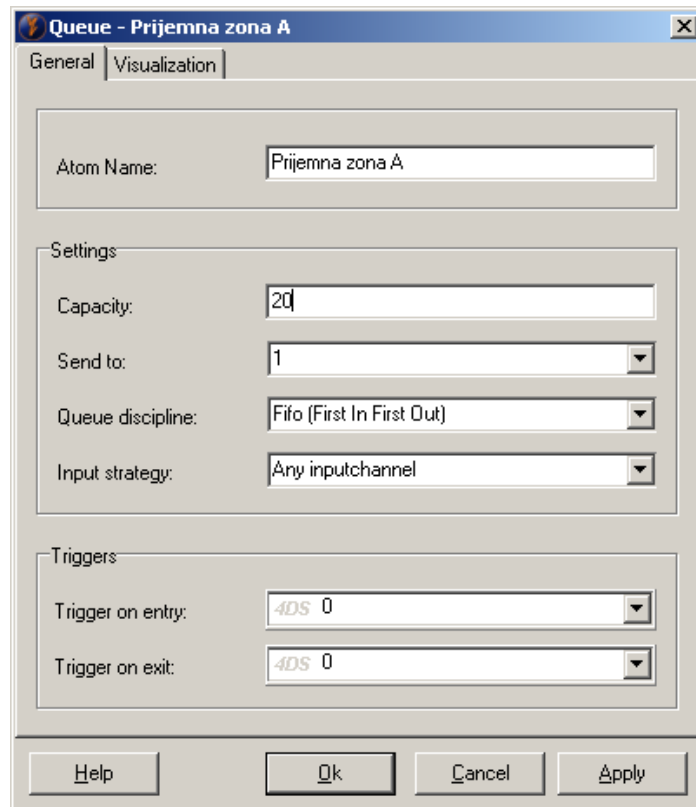 Queue - Prijemna zona A
General Visualization
Atom Name: Prijemna zona A
Settings
Capacity: 20
Send to: 1
Queue discipline: Fifo (First In First Out)
Input strategy: Any inputchannel
Triggers
Trigger on entry: 4DS 0
Trigger on exit: 4DS 0
Help Ok Cancel Apply